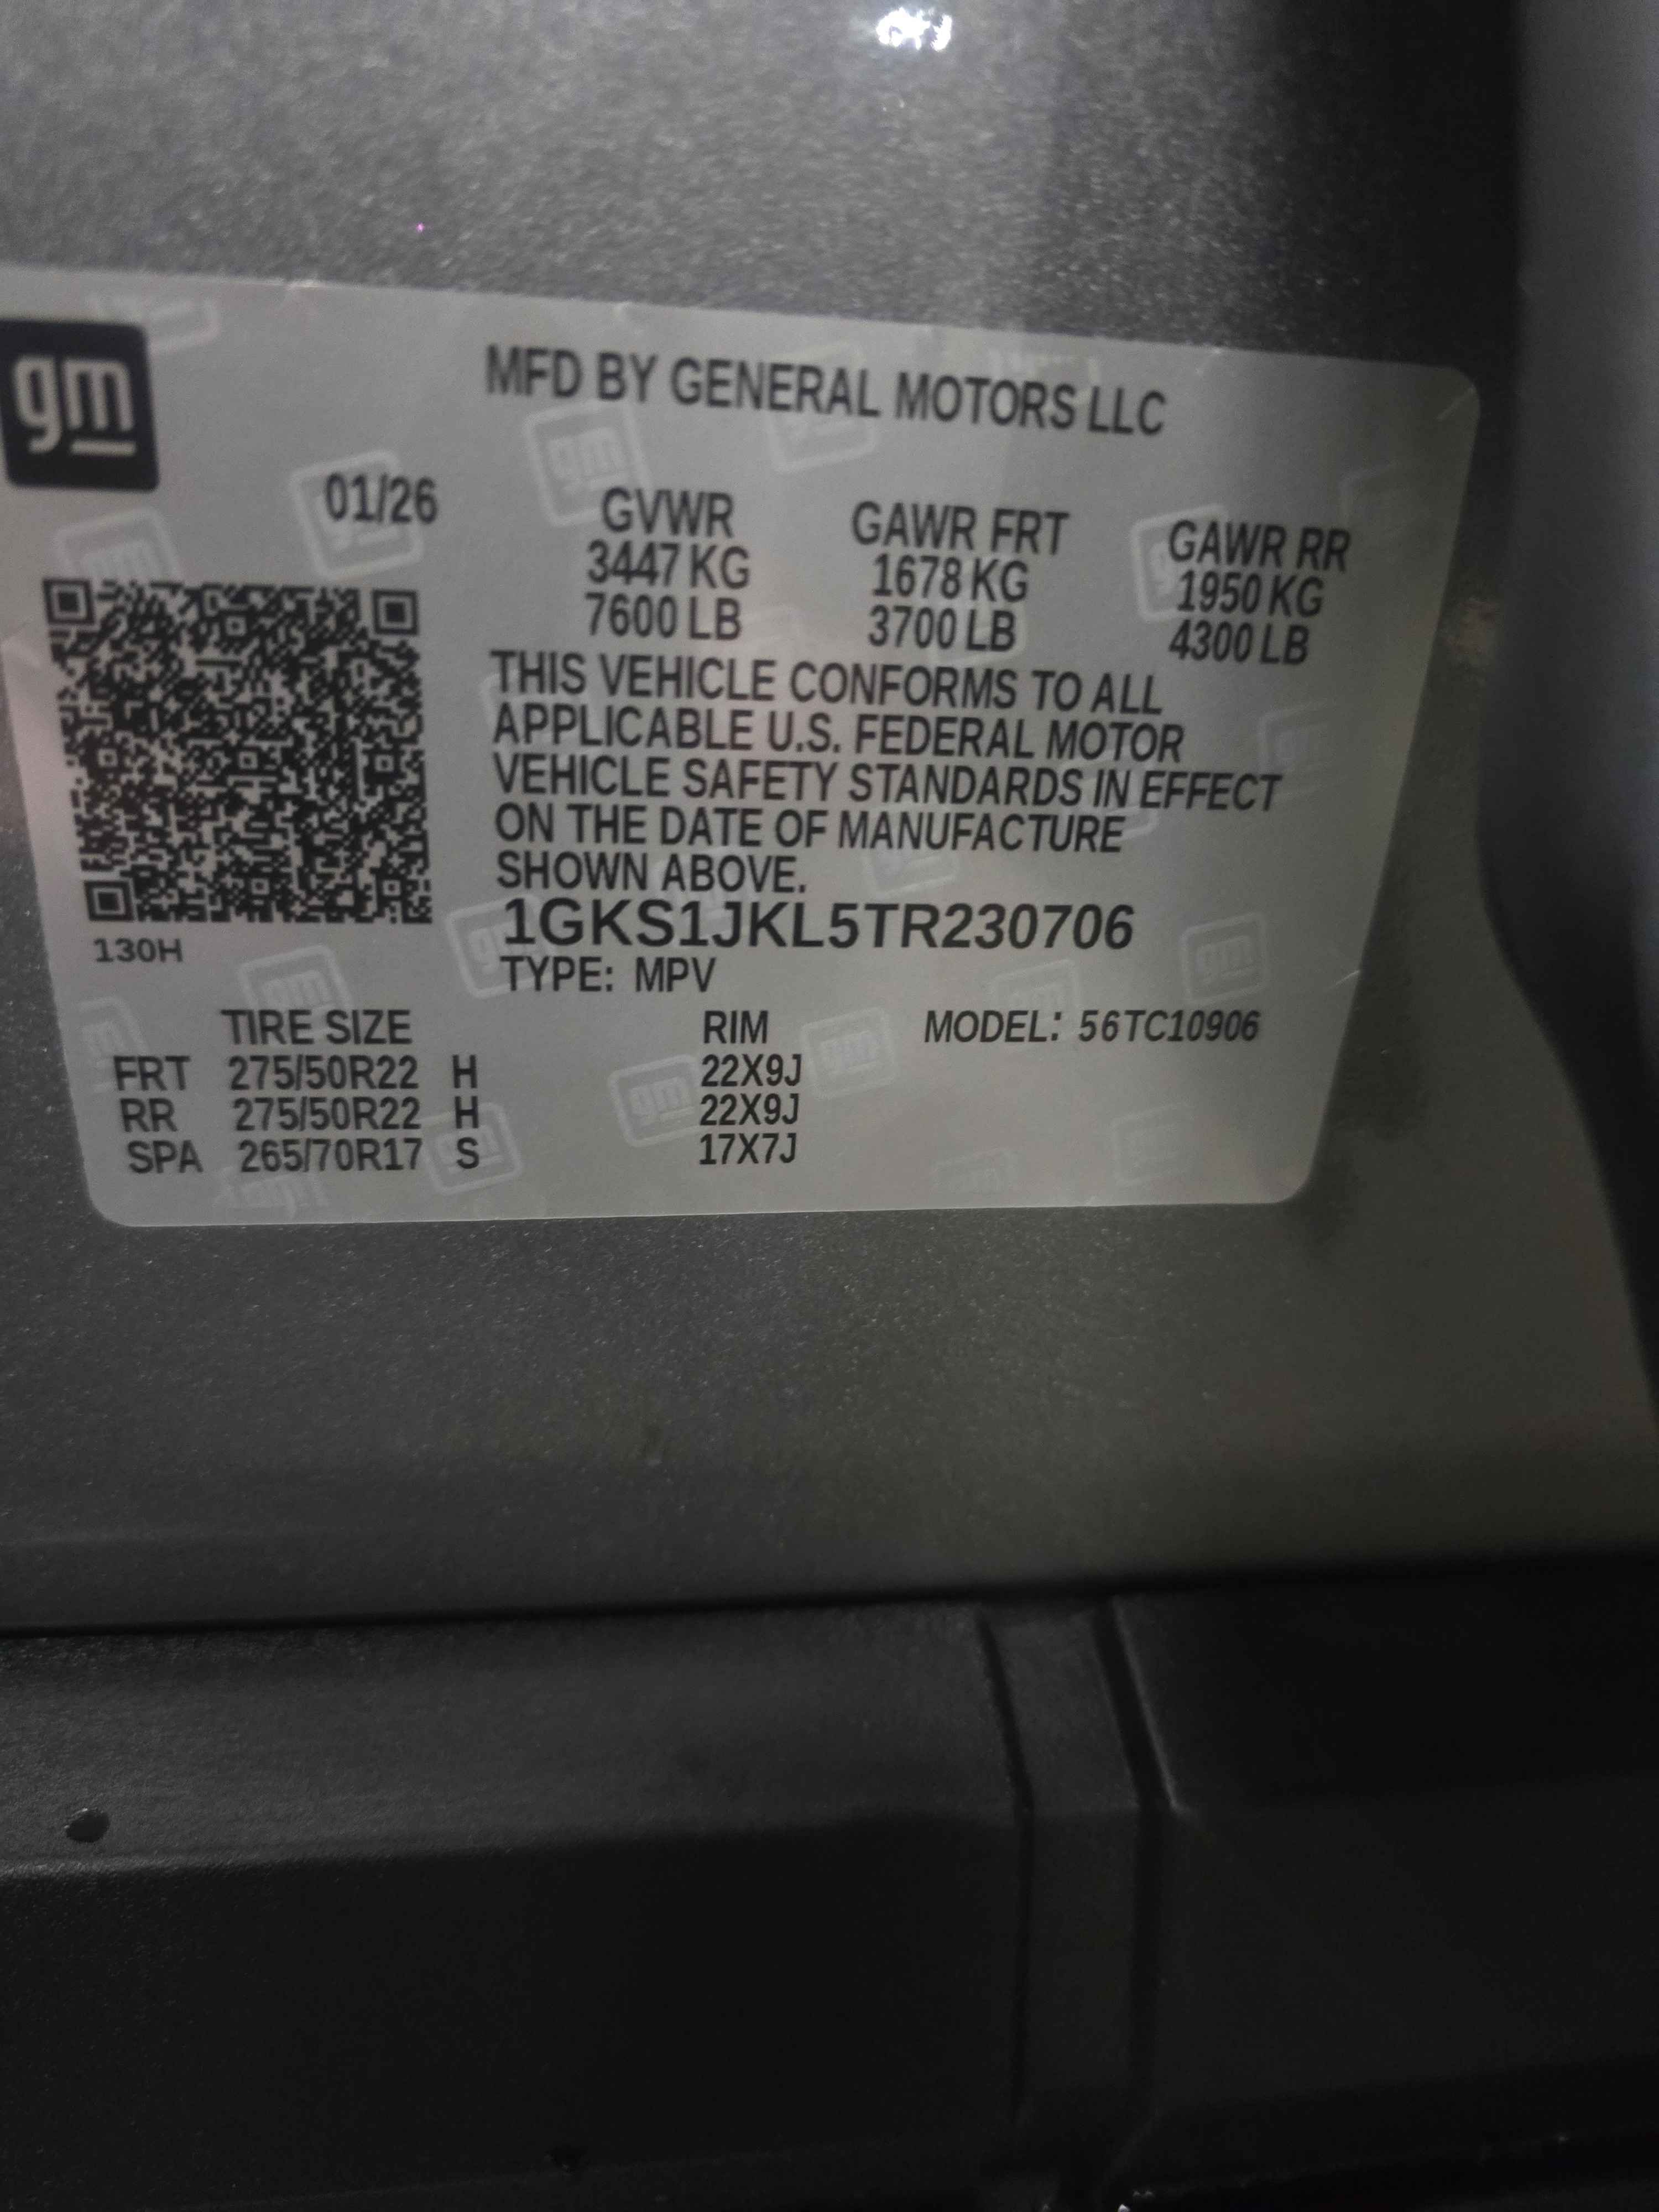 gm
MFD BY GENERAL MOTORS LLC
01/26
GVWR GAWR FRT GAWR RR
3447 KG 1678 KG 1950 KG
7600 LB 3700 LB 4300 LB
THIS VEHICLE CONFORMS TO ALL
APPLICABLE U.S. FEDERAL MOTOR
VEHICLE SAFETY STANDARDS IN EFFECT
ON THE DATE OF MANUFACTURE
SHOWN ABOVE.
1GKS1JKL5TR230706
130H
TYPE: MPV
TIRE SIZE RIM MODEL: 56TC10906
FRT 275/50R22 H 22X9J
RR 275/50R22 H 22X9J
SPA 265/70R17 S 17X7J